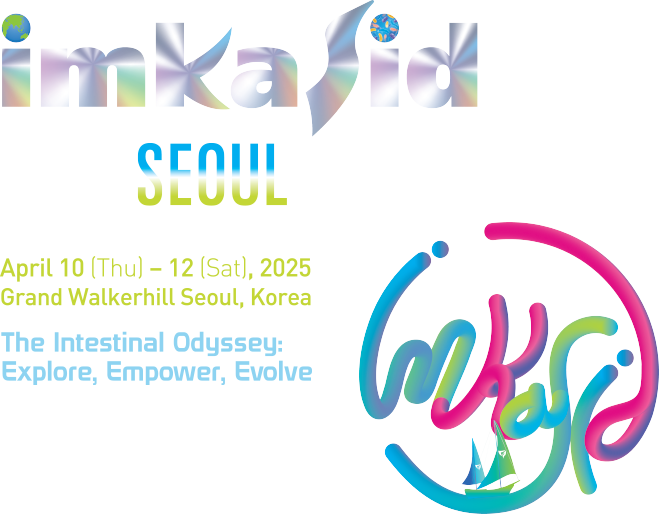 imkasid
SEOUL
April 10 (Thu) – 12 (Sat), 2025
Grand Walkerhill Seoul, Korea
The Intestinal Odyssey:
Explore, Empower, Evolve
imkasid